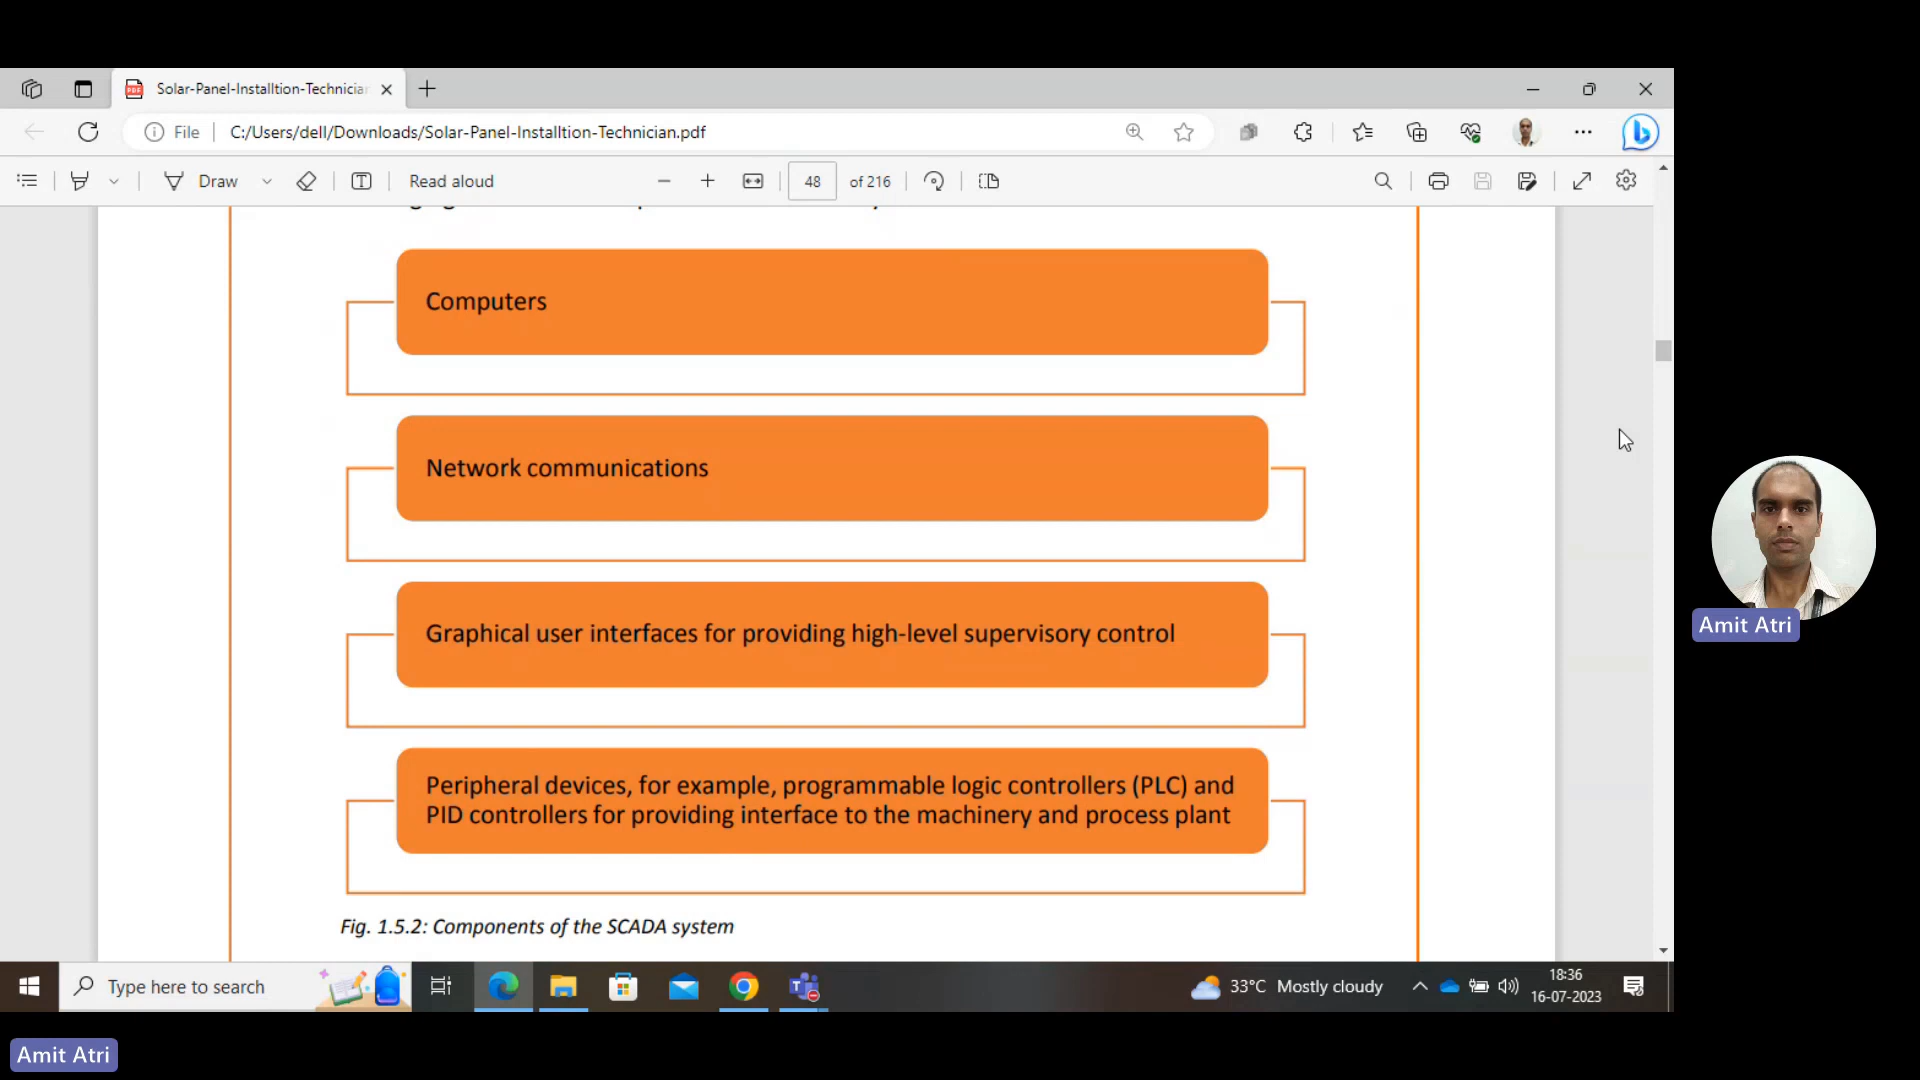 Solar-Panel-Installtion-Technician
File
C:/Users/dell/Downloads/Solar-Panel-Installtion-Technician.pdf
Draw
Read aloud
48
of 216
Computers
Network communications
Graphical user interfaces for providing high-level supervisory control
Peripheral devices, for example, programmable logic controllers (PLC) and
PID controllers for providing interface to the machinery and process plant
Fig. 1.5.2: Components of the SCADA system
Amit Atri
Type here to search
33°C Mostly cloudy
18:36
16-07-2023
Amit Atri